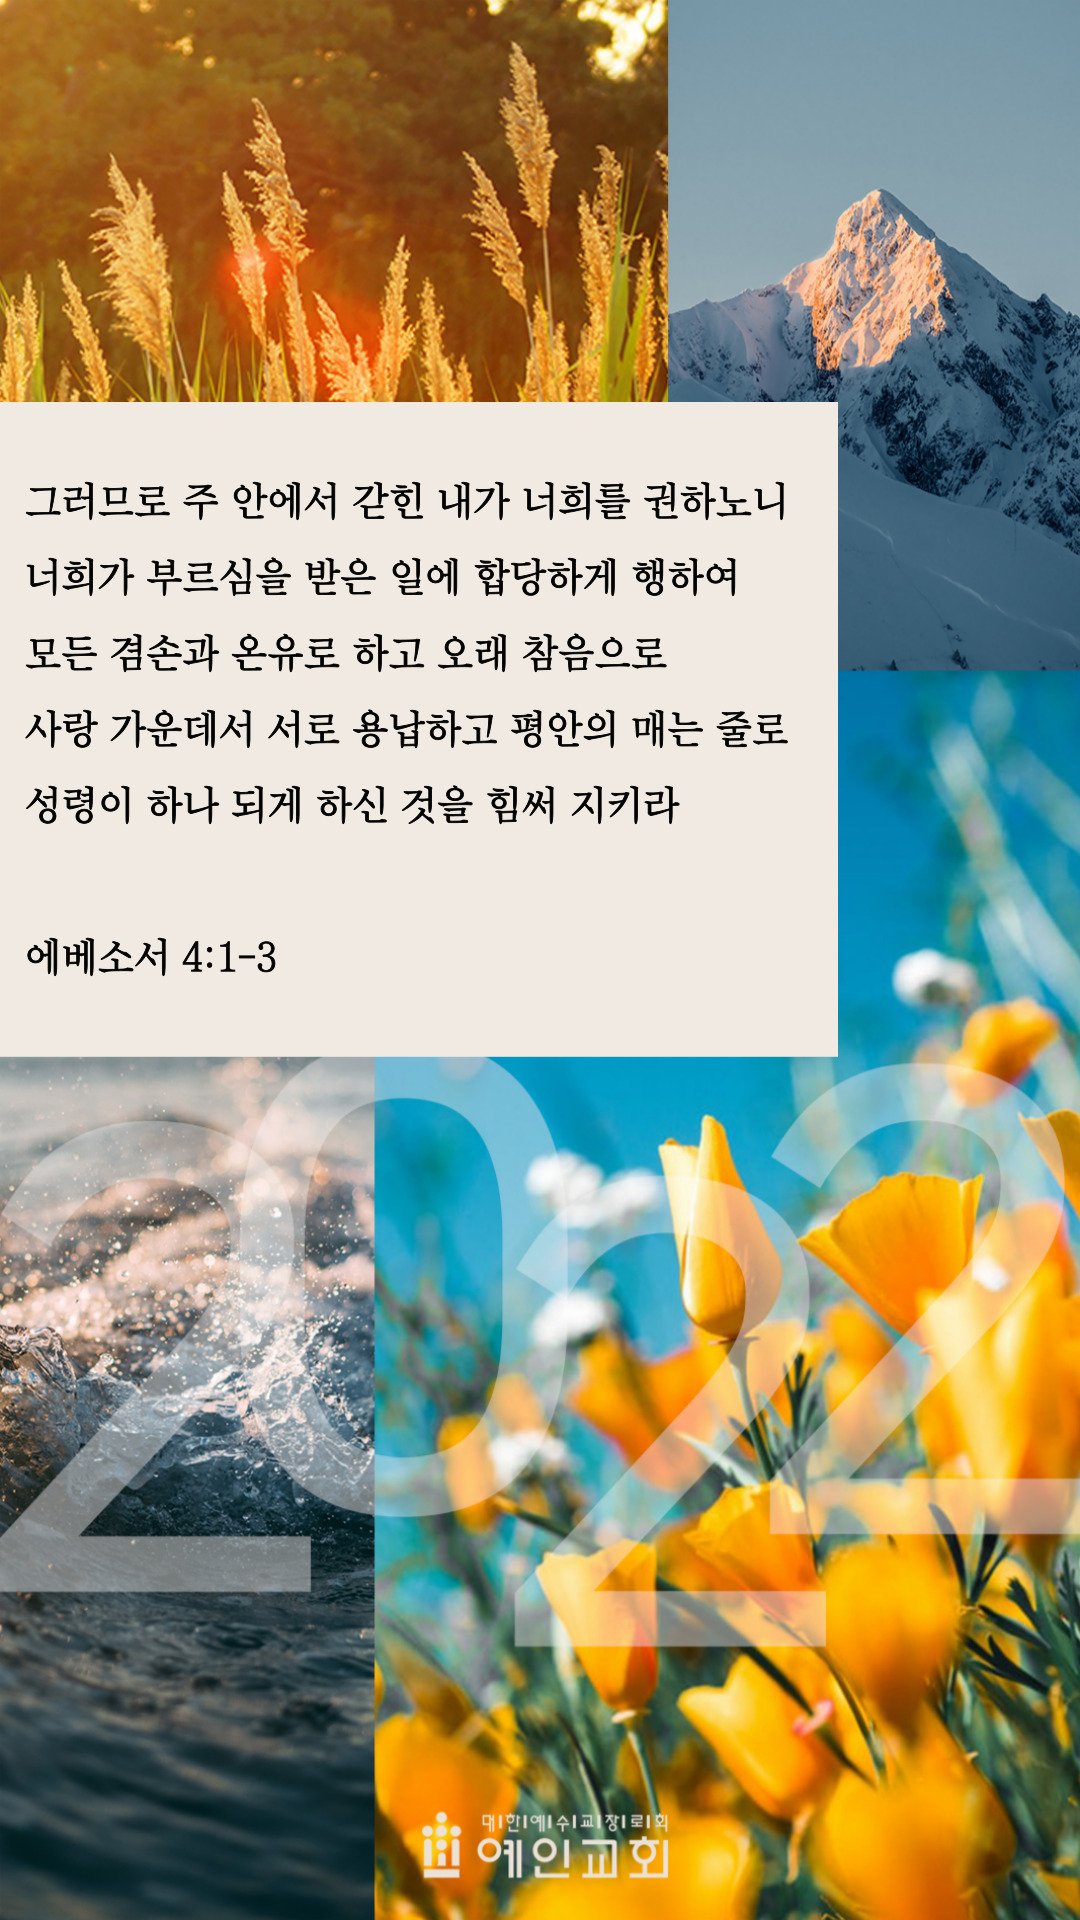 그러므로 주 안에서 갇힌 내가 너희를 권하노니
너희가 부르심을 받은 일에 합당하게 행하여
모든 겸손과 온유로 하고 오래 참음으로
사랑 가운데서 서로 용납하고 평안의 매는 줄로
성령이 하나 되게 하신 것을 힘써 지키라
에베소서 4:1-3
2022
대한예수교장로회
예인교회